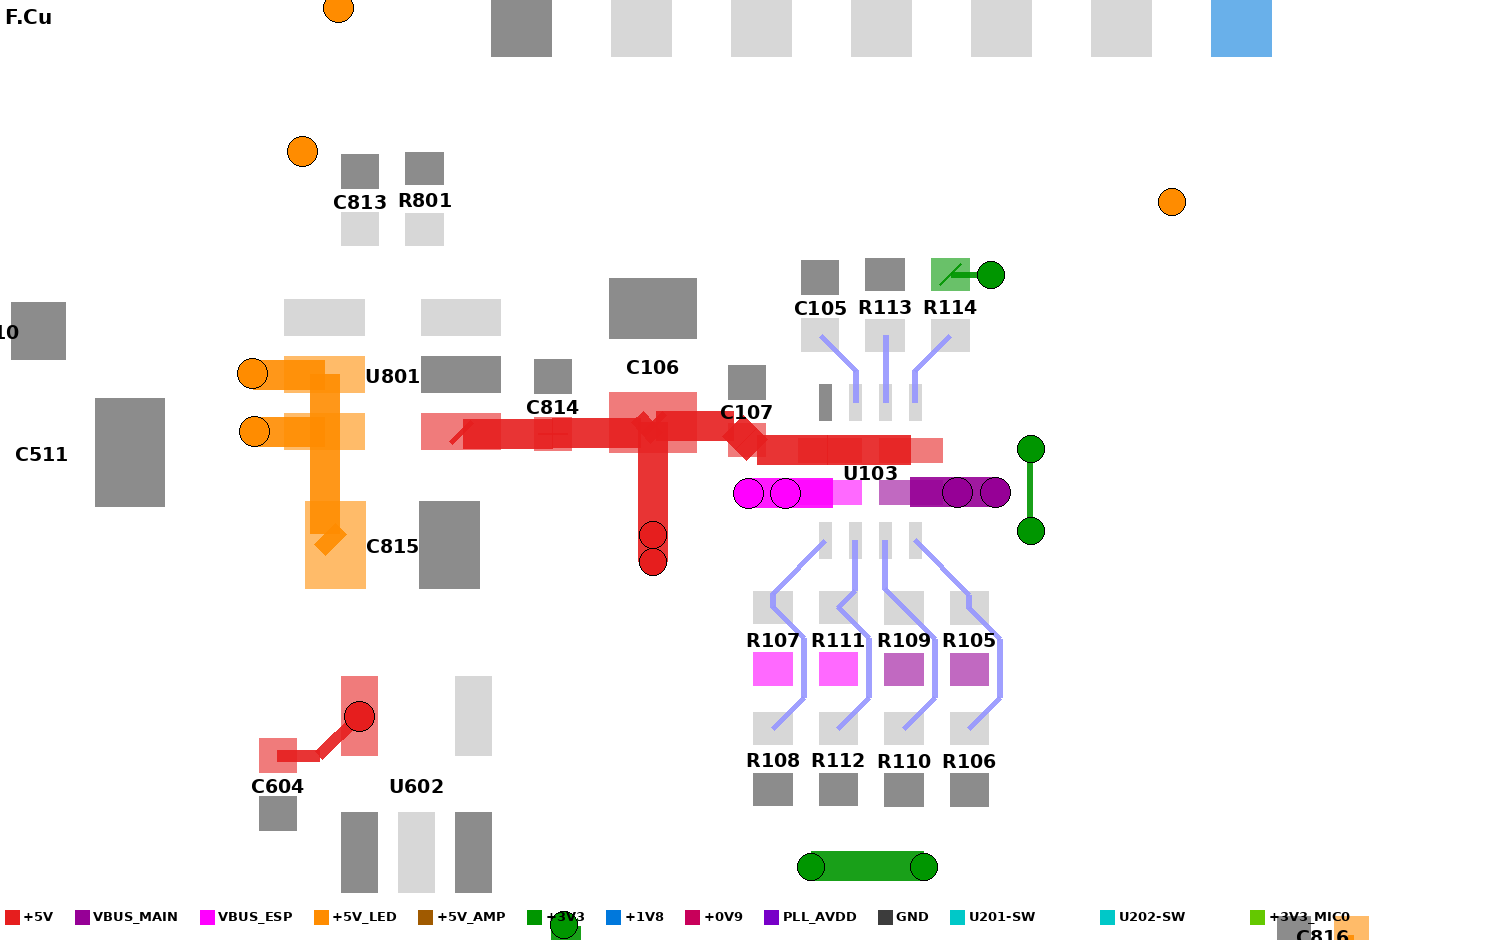 F.Cu
C813 R801
C105 R113 R114
10
C106
U801
C814 C107
C511
U103
C815
R107 R111 R109 R105
R108 R112 R110 R106
C604 U602
+5V VBUS_MAIN VBUS_ESP +5V_LED +5V_AMP +3V3 +1V8 +0V9 PLL_AVDD GND U201-SW U202-SW +3V3_MIC0
C816